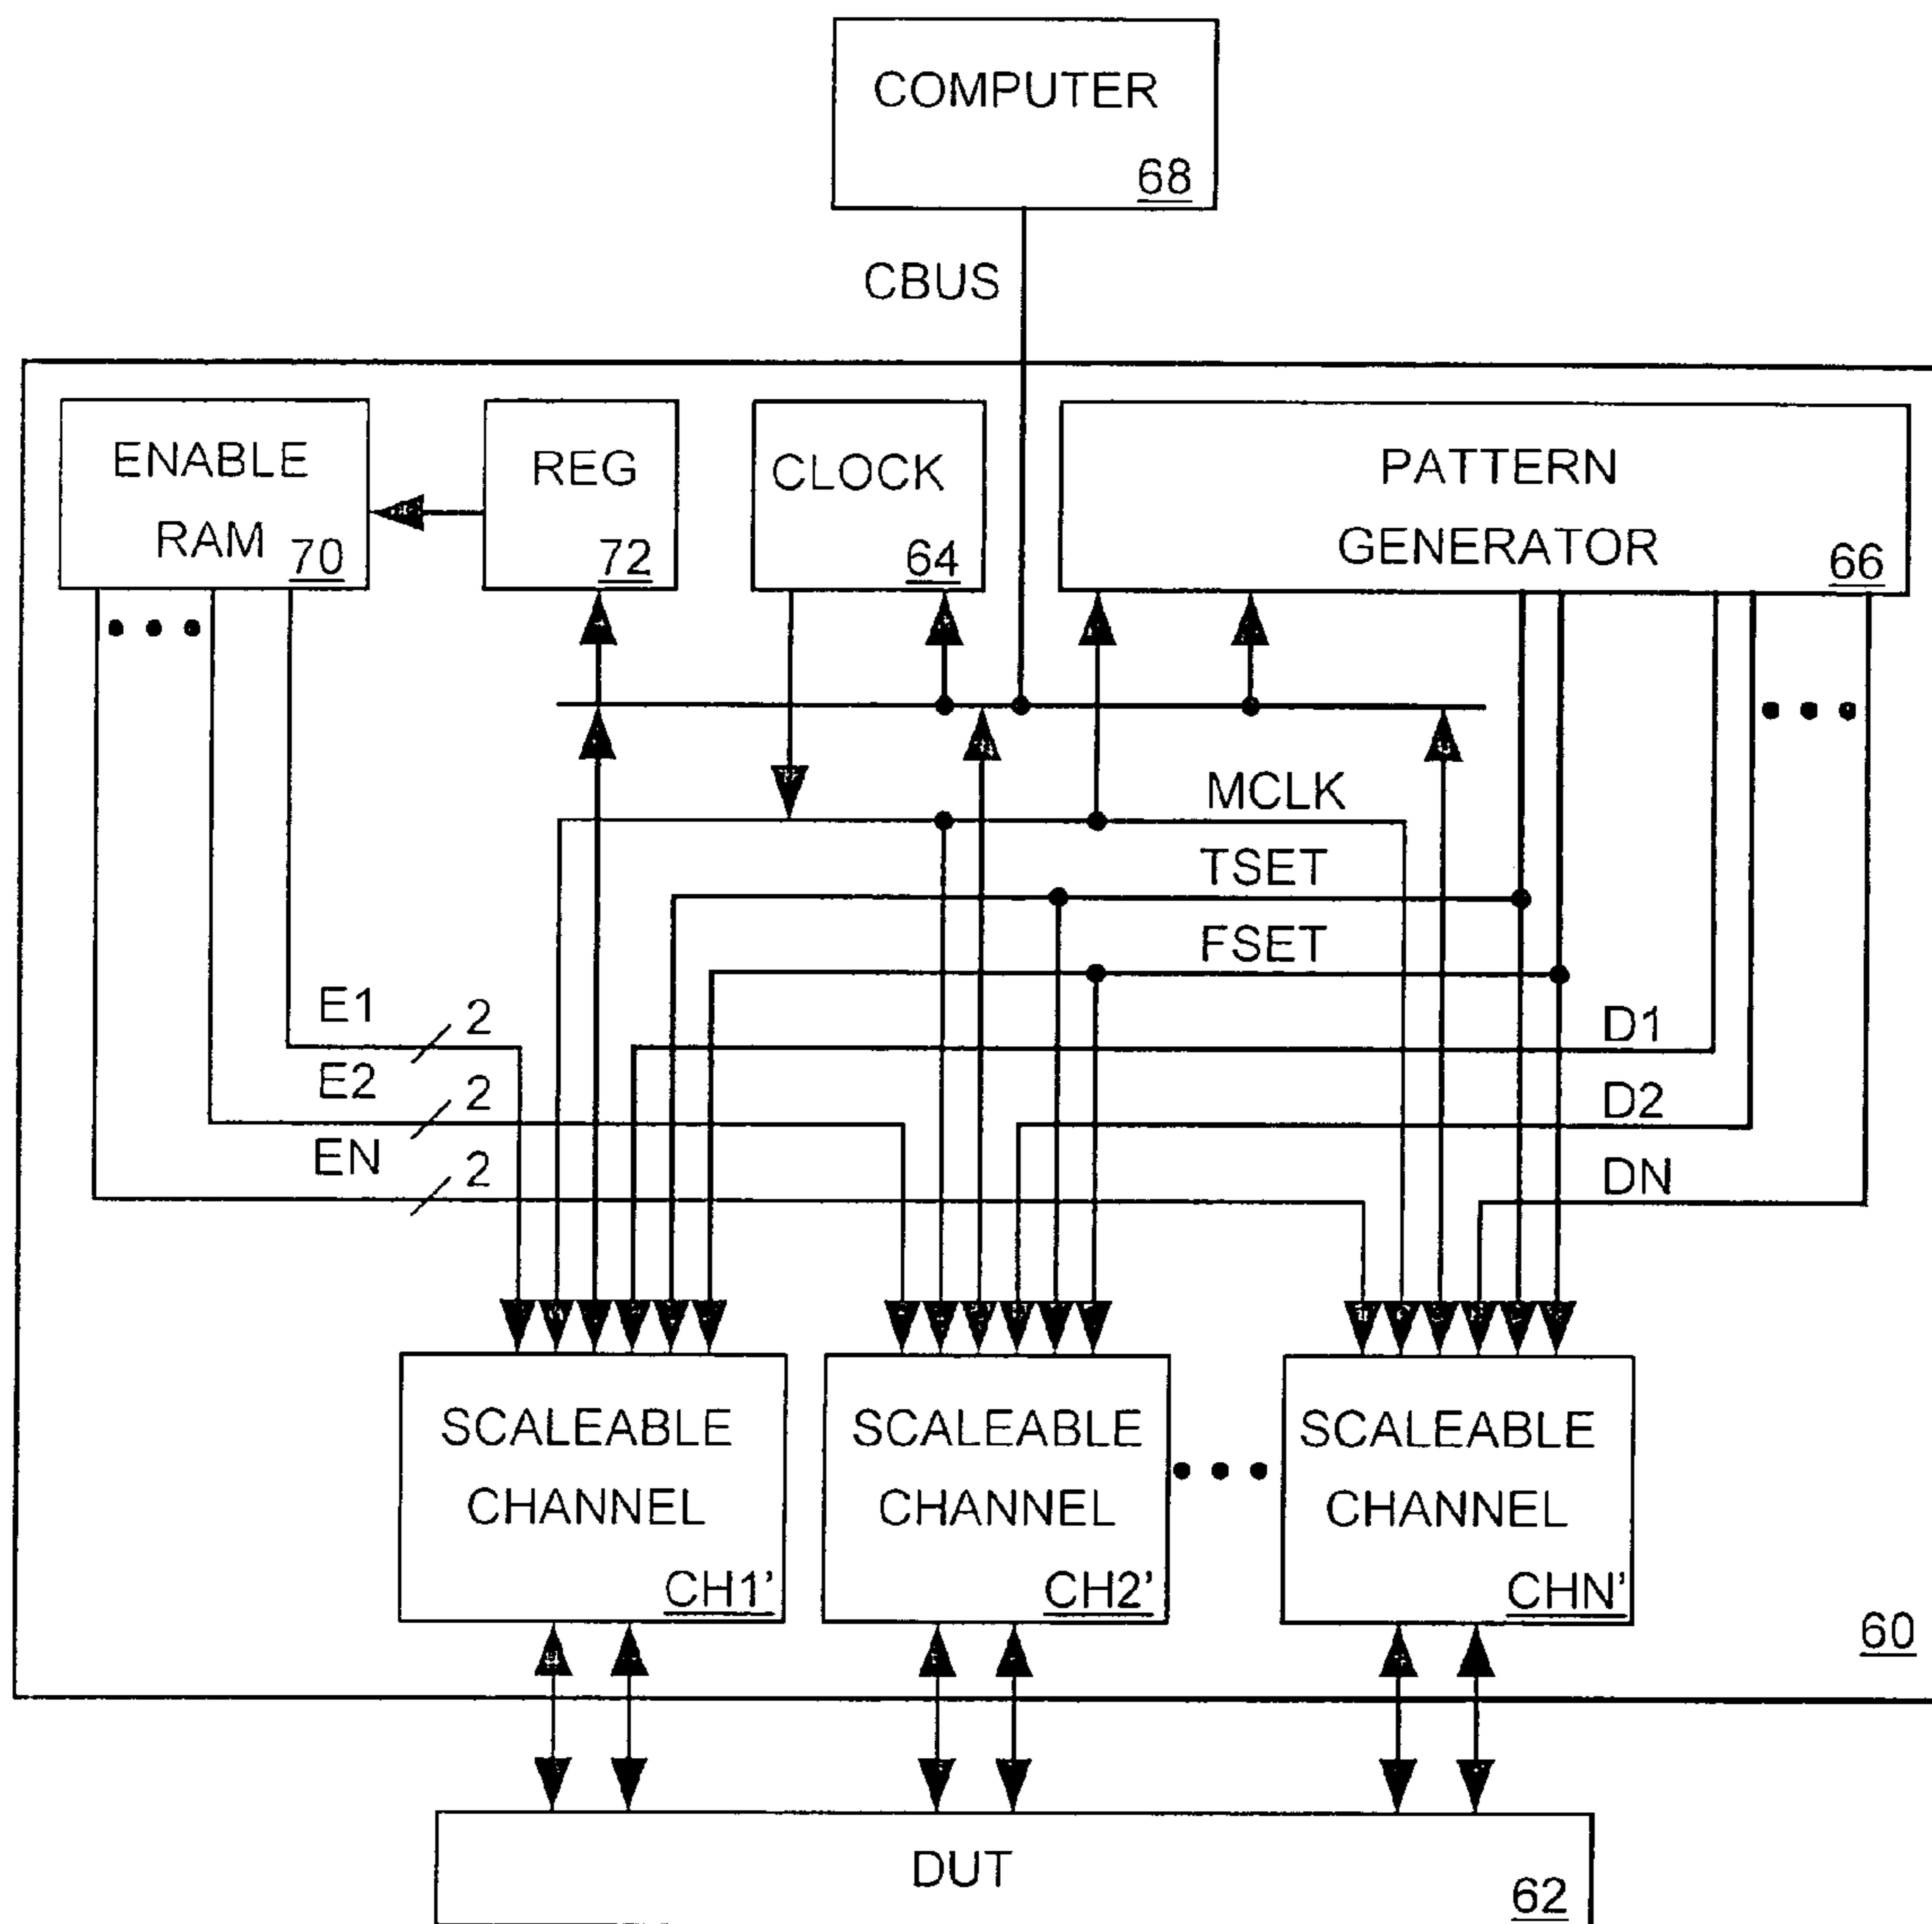 COMPUTER
68
CBUS
ENABLE
RAM 70
REG
72
CLOCK
64
PATTERN
GENERATOR
66
MCLK
TSET
FSET
E1 2
E2 2
EN 2
D1
D2
DN
SCALEABLE
CHANNEL
CH1'
SCALEABLE
CHANNEL
CH2'
SCALEABLE
CHANNEL
CHN'
60
DUT
62